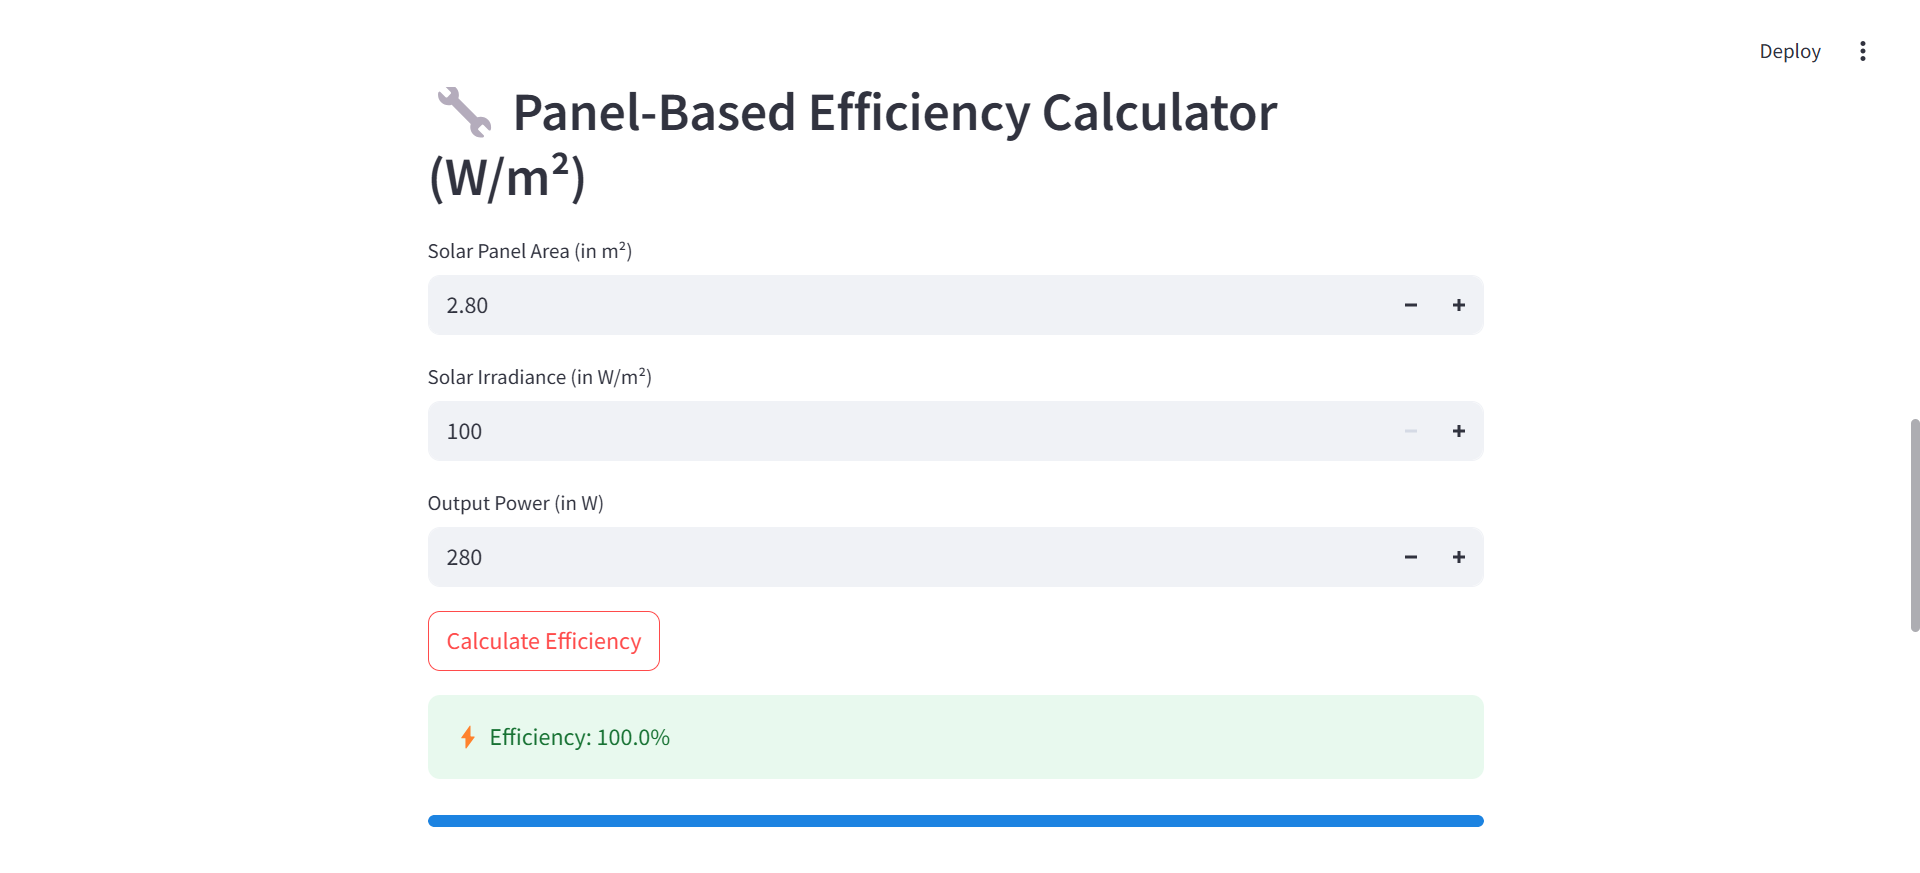 Deploy
Panel-Based Efficiency Calculator
(W/m²)
Solar Panel Area (in m²)
2.80
Solar Irradiance (in W/m²)
100
Output Power (in W)
280
Calculate Efficiency
Efficiency: 100.0%